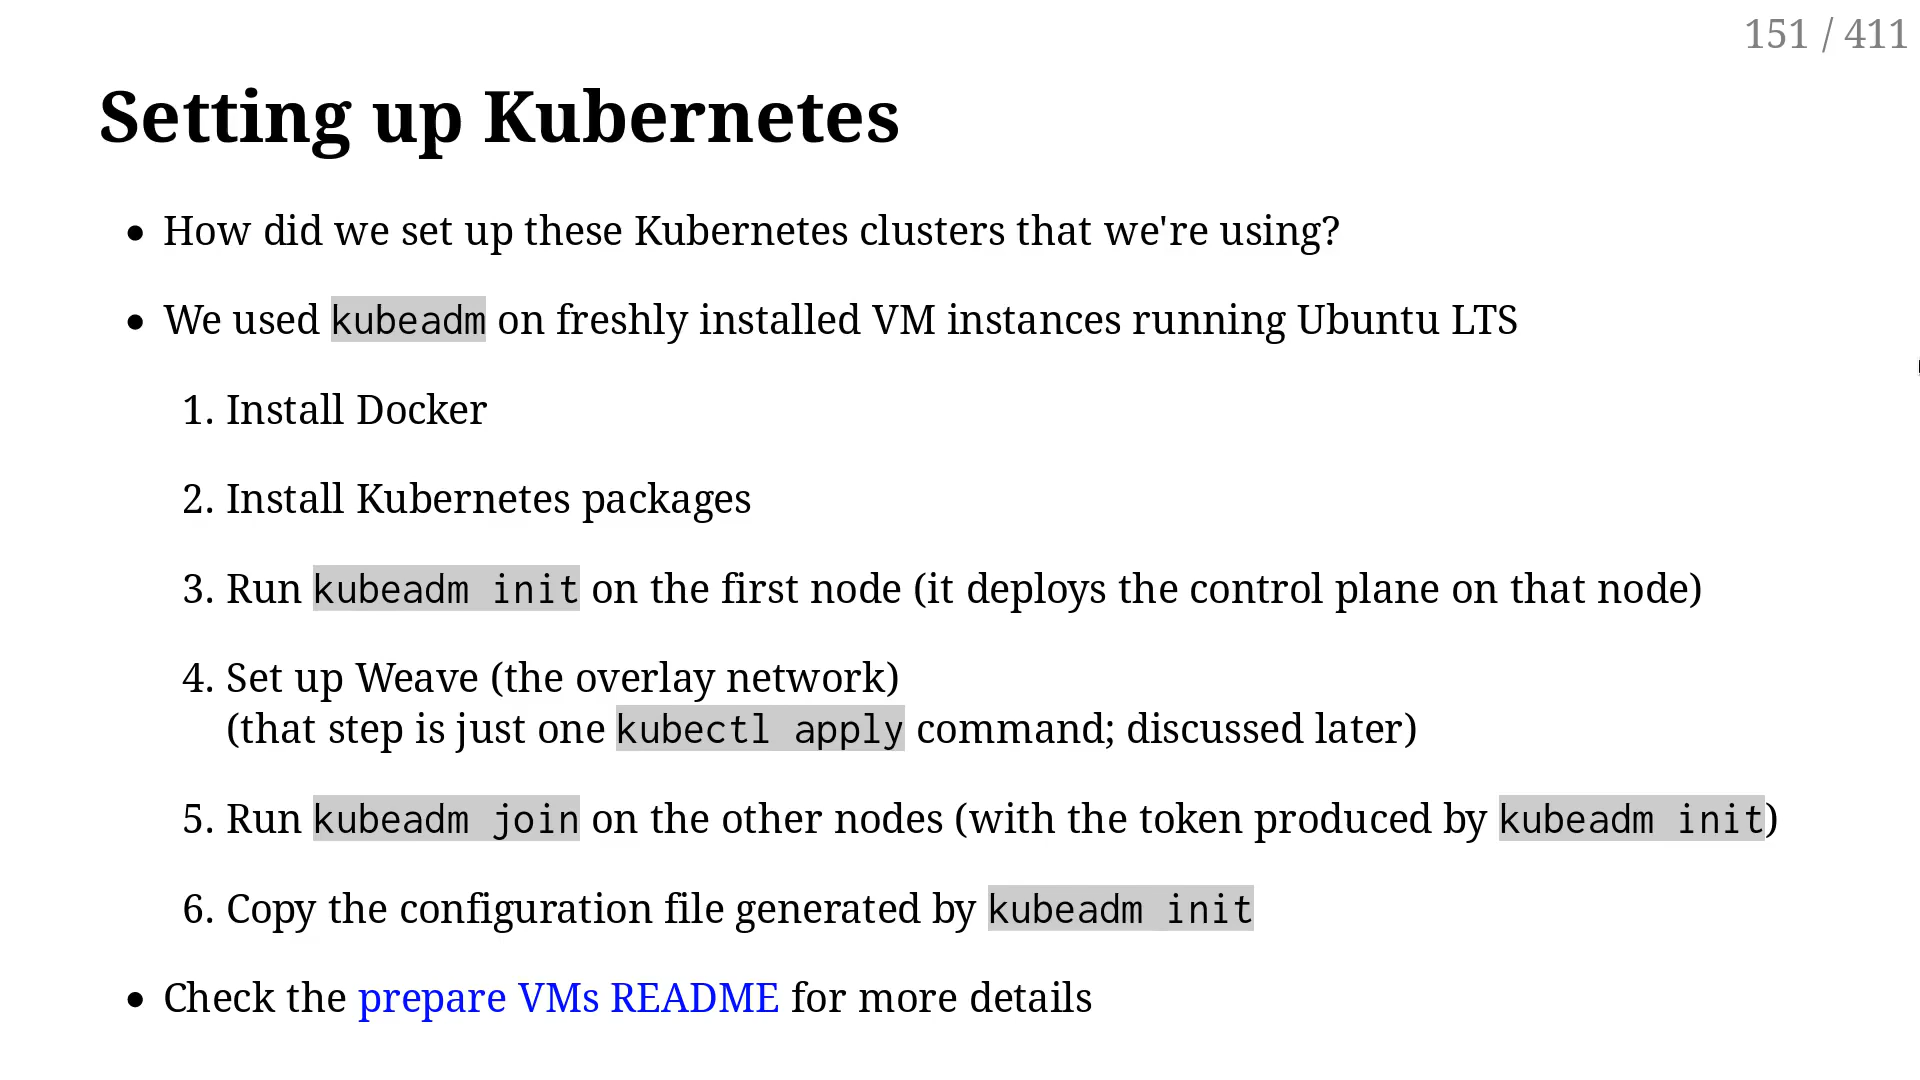 151 / 411
Setting up Kubernetes
• How did we set up these Kubernetes clusters that we're using?
• We used kubeadm on freshly installed VM instances running Ubuntu LTS
1. Install Docker
2. Install Kubernetes packages
3. Run kubeadm init on the first node (it deploys the control plane on that node)
4. Set up Weave (the overlay network)
(that step is just one kubectl apply command; discussed later)
5. Run kubeadm join on the other nodes (with the token produced by kubeadm init)
6. Copy the configuration file generated by kubeadm init
• Check the prepare VMs README for more details